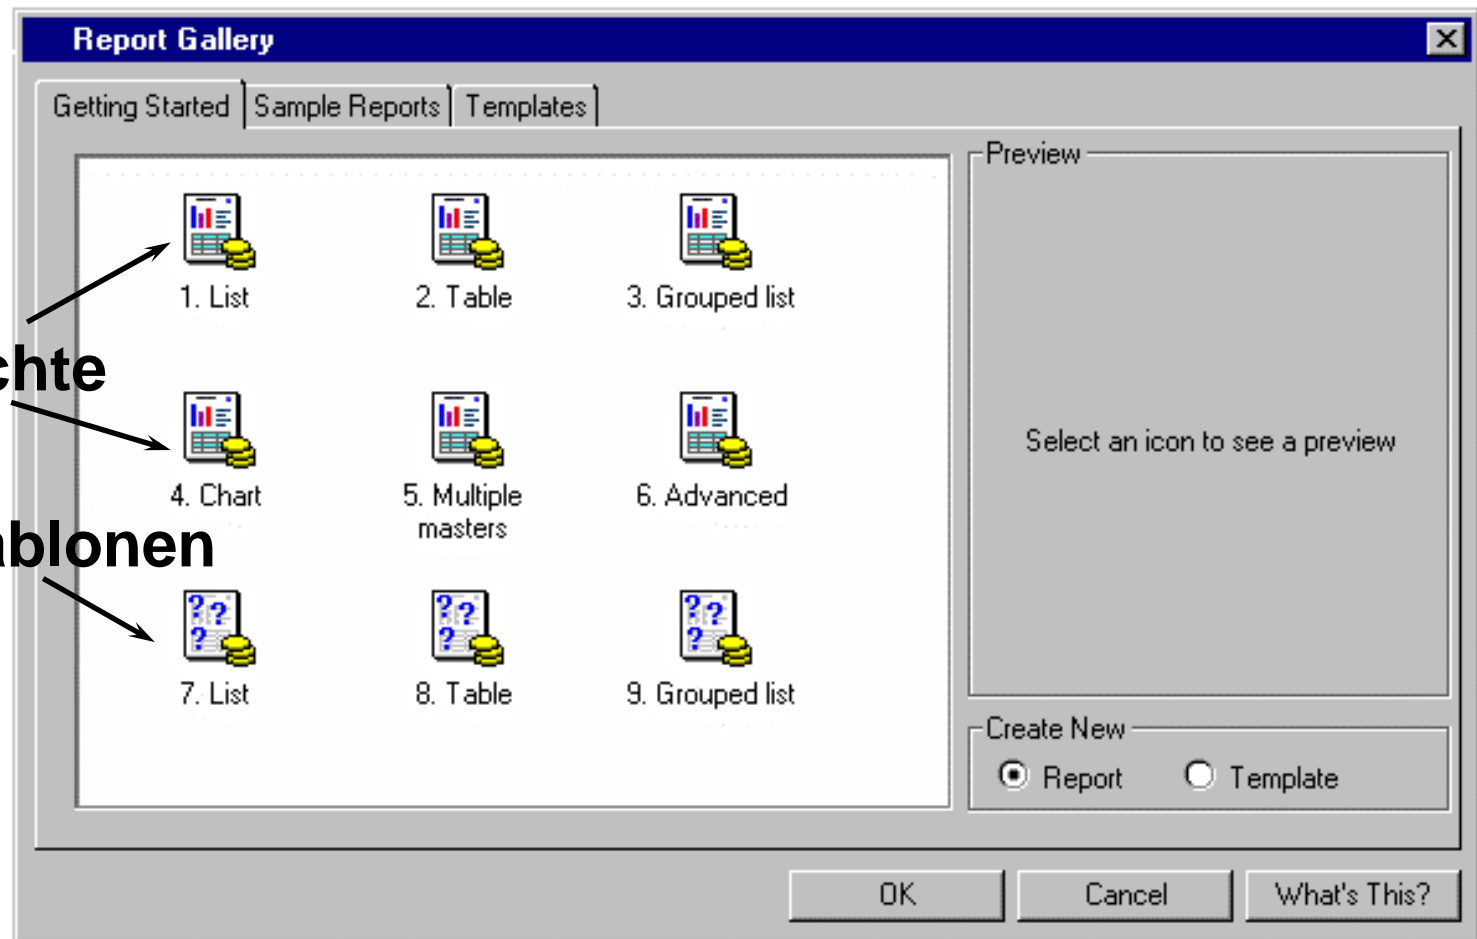 Report Gallery
Getting Started Sample Reports Templates
Preview
1. List 2. Table 3. Grouped list
chte
Select an icon to see a preview
4. Chart 5. Multiple masters 6. Advanced
ablonen
7. List 8. Table 9. Grouped list
Create New
Report Template
OK Cancel What's This?